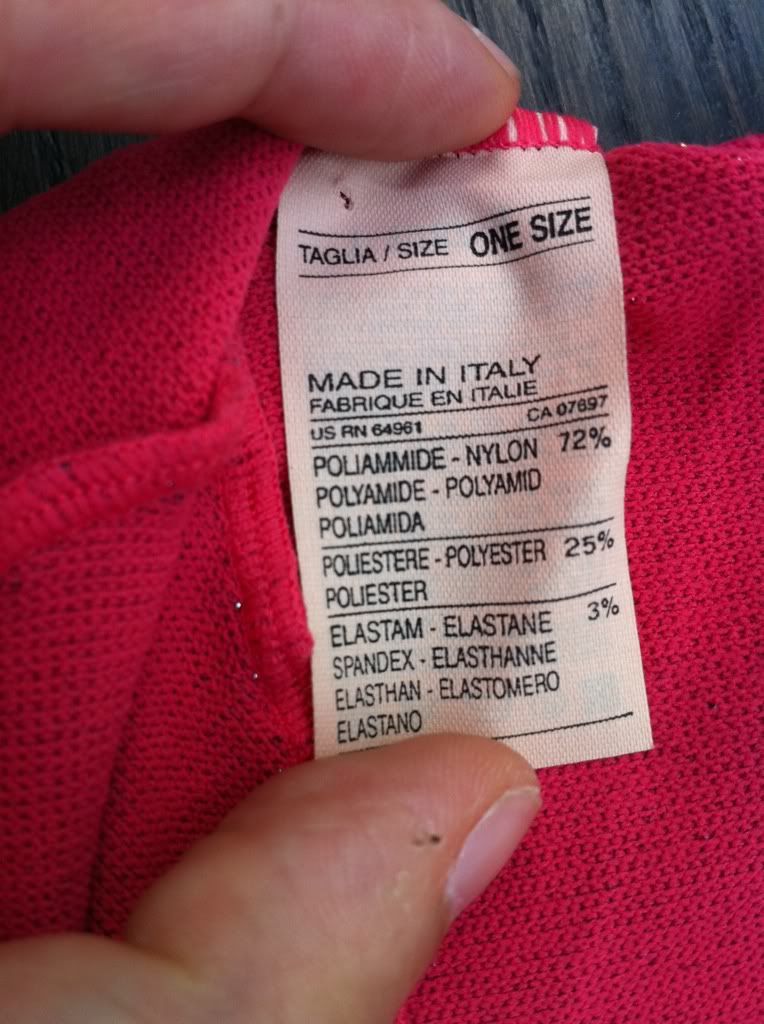 TAGLIA / SIZE ONE SIZE
MADE IN ITALY
FABRIQUE EN ITALIE
US RN 64961 CA 07697
POLIAMMIDE - NYLON 72%
POLYAMIDE - POLYAMID
POLIAMIDA
POLIESTERE - POLYESTER 25%
POLIESTER
ELASTAM - ELASTANE 3%
SPANDEX - ELASTHANNE
ELASTHAN - ELASTOMERO
ELASTANO